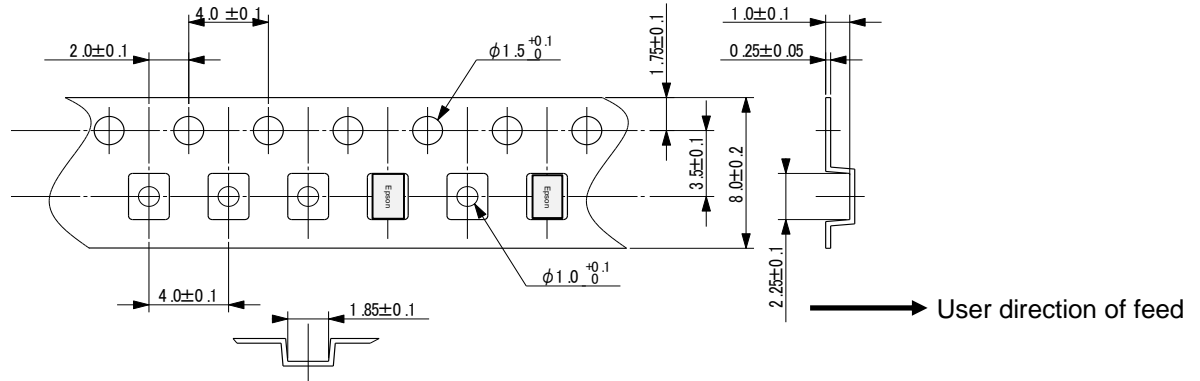 4.0 ±0.1
2.0±0.1
φ1.5 +0.1 0
1.75±0.1
1.0±0.1
0.25±0.05
3.5±0.1
8.0±0.2
Epson
Epson
2.25±0.1
φ1.0 +0.1 0
4.0±0.1
1.85±0.1
User direction of feed